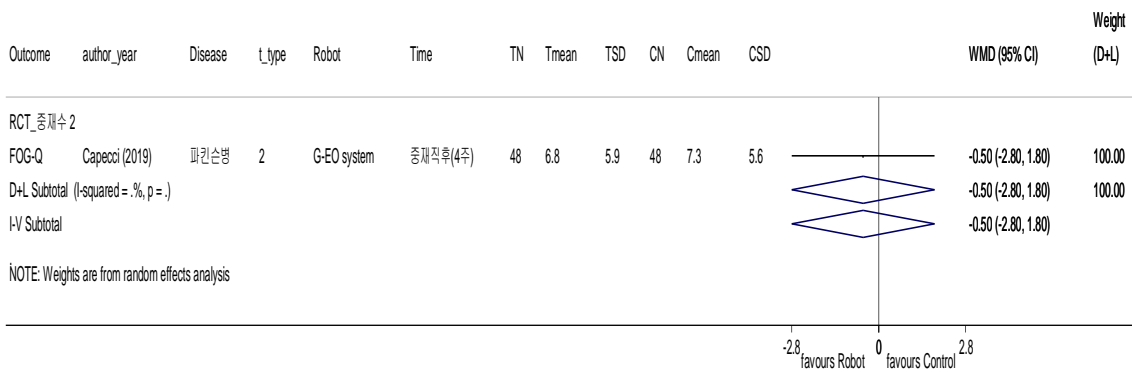 Weight
Outcome author_year Disease t_type Robot Time TN Tmean TSD CN Cmean CSD WMD (95% CI) (D+L)
RCT_중재수 2
FOG-Q Capecci (2019) 파킨슨병 2 G-EO system 중재직후(4주) 48 6.8 5.9 48 7.3 5.6 -0.50 (-2.80, 1.80) 100.00
D+L Subtotal (I-squared = .%, p = .) -0.50 (-2.80, 1.80) 100.00
I-V Subtotal -0.50 (-2.80, 1.80)
NOTE: Weights are from random effects analysis
-2.8 0 2.8
favours Robot favours Control